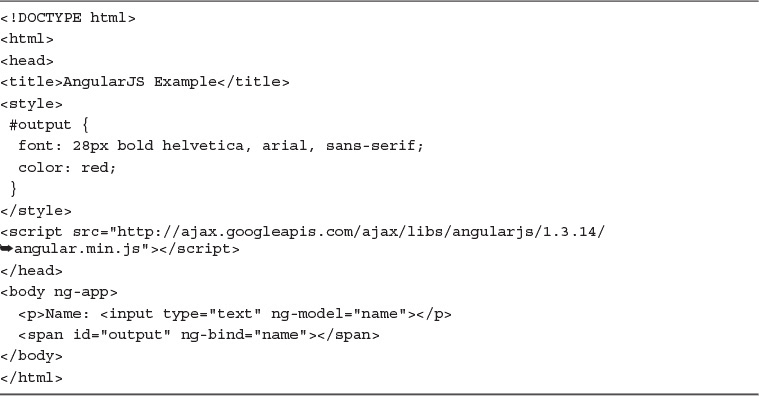 <!DOCTYPE html>
<html>
<head>
<title>AngularJS Example</title>
<style>
 #output {
  font: 28px bold helvetica, arial, sans-serif;
  color: red;
 }
</style>
<script src="http://ajax.googleapis.com/ajax/libs/angularjs/1.3.14/
➥angular.min.js"></script>
</head>
<body ng-app>
  <p>Name: <input type="text" ng-model="name"></p>
  <span id="output" ng-bind="name"></span>
</body>
</html>